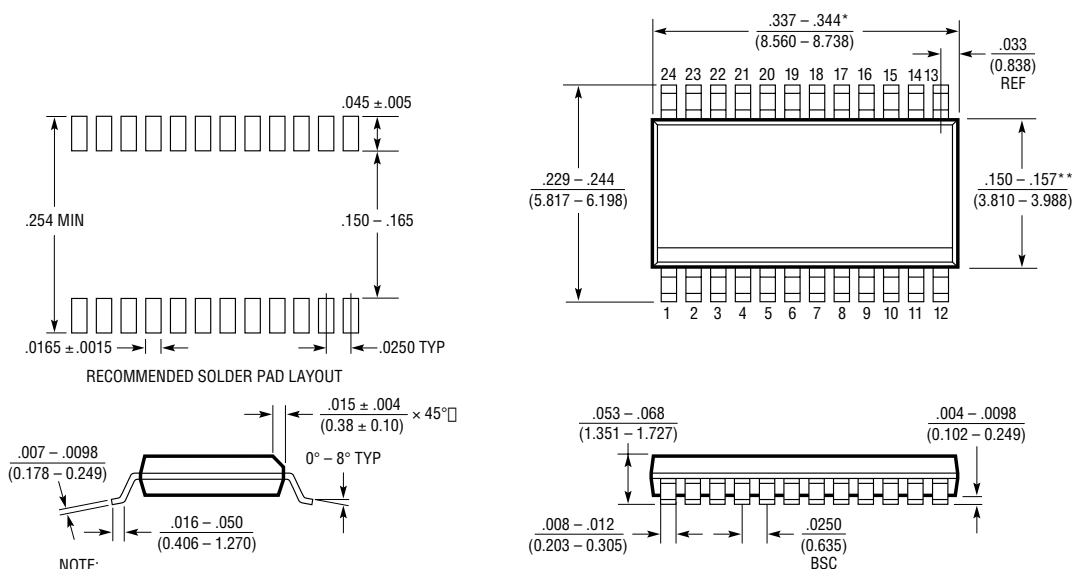 .337 – .344*
(8.560 – 8.738)
.033
(0.838)
REF
24 23 22 21 20 19 18 17 16 15 14 13
.045 ±.005
.254 MIN
.150 – .165
.229 – .244
(5.817 – 6.198)
.150 – .157**
(3.810 – 3.988)
1 2 3 4 5 6 7 8 9 10 11 12
.0165 ±.0015
.0250 TYP
RECOMMENDED SOLDER PAD LAYOUT
.015 ± .004
(0.38 ± 0.10)
× 45°
.007 – .0098
(0.178 – 0.249)
0° – 8° TYP
.016 – .050
(0.406 – 1.270)
NOTE:
.053 – .068
(1.351 – 1.727)
.004 – .0098
(0.102 – 0.249)
.008 – .012
(0.203 – 0.305)
.0250
(0.635)
BSC